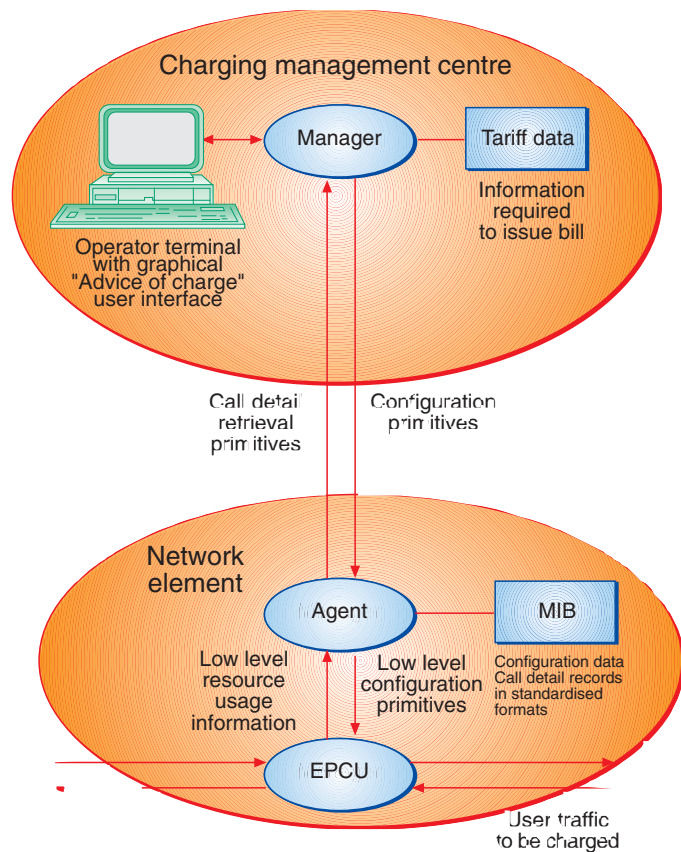 Charging management centre
Manager
Tariff data
Information
required
to issue bill
Operator terminal
with graphical
"Advice of charge"
user interface
Call detail
retrieval
primitives
Configuration
primitives
Network
element
Agent
MIB
Low level
resource
usage
information
Low level
configuration
primitives
Configuration data
Call detail records
in standardised
formats
EPCU
User traffic
to be charged